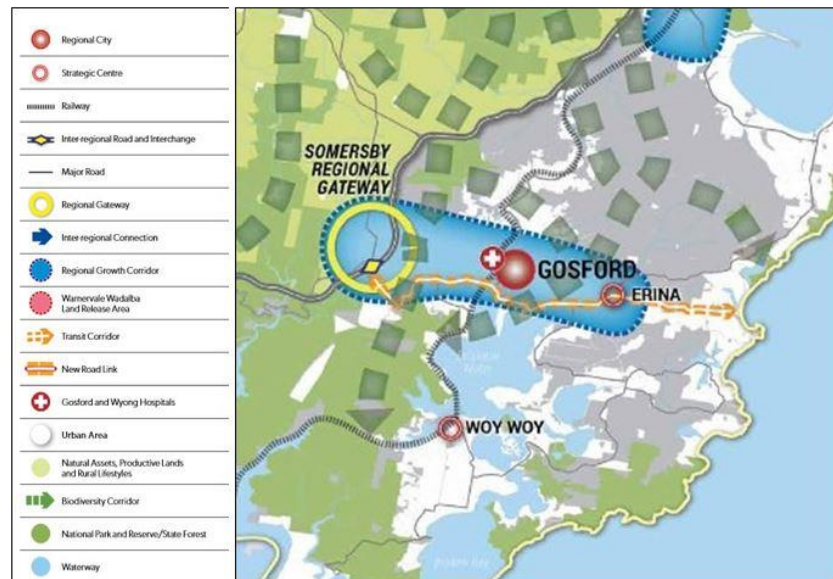 Regional City
Strategic Centre
Railway
Inter-regional Road and Interchange
Major Road
Regional Gateway
Inter-regional Connection
Regional Growth Corridor
Warnervale Wadalba
Land Release Area
Transit Corridor
New Road Link
Gosford and Wyong Hospitals
Urban Area
Natural Assets, Productive Lands
and Rural Lifestyles
Biodiversity Corridor
National Park and Reserve/State Forest
Waterway
SOMERSBY
REGIONAL
GATEWAY
GOSFORD
ERINA
WOY WOY